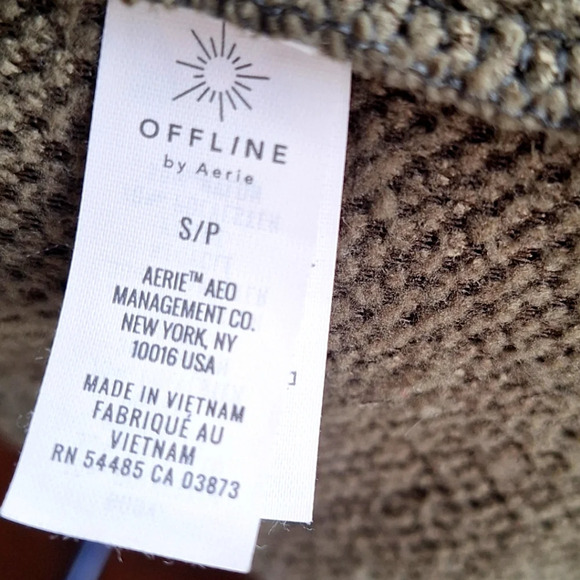 OFFLINE
by Aerie
S/P
AERIE™ AEO
MANAGEMENT CO.
NEW YORK, NY
10016 USA
MADE IN VIETNAM
FABRIQUÉ AU
VIETNAM
RN 54485 CA 03873